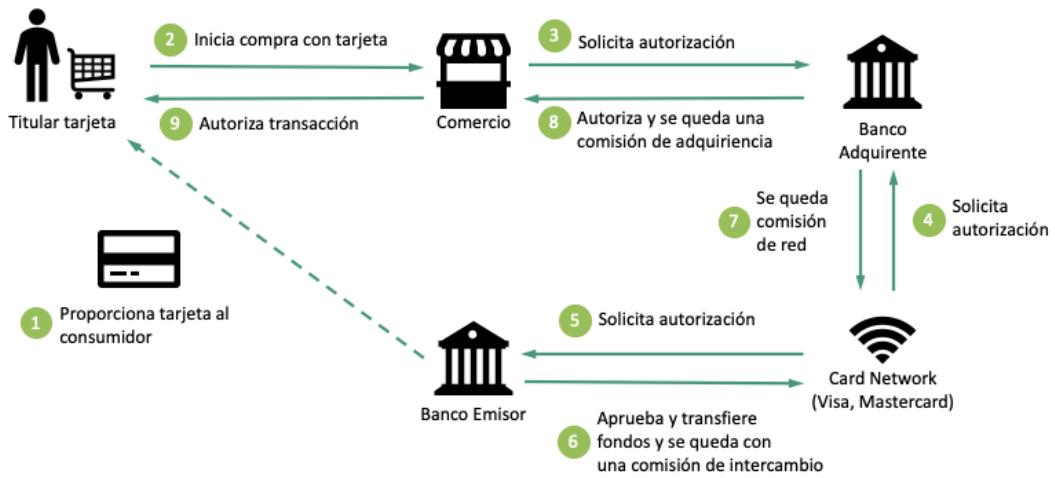 2 Inicia compra con tarjeta
3 Solicita autorización
Titular tarjeta
9 Autoriza transacción
Comercio
8 Autoriza y se queda una
comisión de adquiriencia
Banco
Adquirente
7 Se queda
comisión
de red
4 Solicita
autorización
1 Proporciona tarjeta al
consumidor
5 Solicita autorización
Banco Emisor
Card Network
(Visa, Mastercard)
6 Aprueba y transfiere
fondos y se queda con
una comisión de intercambio